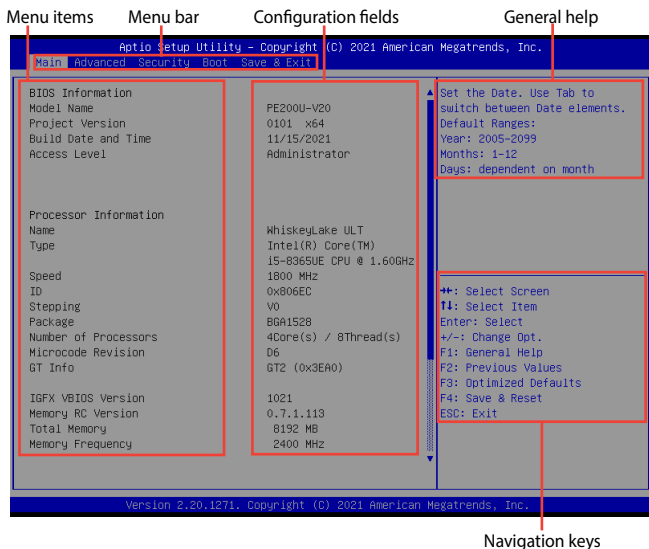 Menu items Menu bar Configuration fields General help
Aptio Setup Utility – Copyright (C) 2021 American Megatrends, Inc.
Main Advanced Security Boot Save & Exit
BIOS Information
Model Name PE200U-V20
Project Version 0101 x64
Build Date and Time 11/15/2021
Access Level Administrator
Set the Date. Use Tab to
switch between Date elements.
Default Ranges:
Year: 2005-2099
Months: 1-12
Days: dependent on month
Processor Information
Name WhiskeyLake ULT
Type Intel(R) Core(TM)
i5-8365UE CPU @ 1.60GHz
Speed 1800 MHz
ID 0x806EC
Stepping V0
Package BGA1528
Number of Processors 4Core(s) / 8Thread(s)
Microcode Revision D6
GT Info GT2 (0x3EA0)
IGFX VBIOS Version 1021
Memory RC Version 0.7.1.113
Total Memory 8192 MB
Memory Frequency 2400 MHz
→←: Select Screen
↑↓: Select Item
Enter: Select
+/-: Change Opt.
F1: General Help
F2: Previous Values
F3: Optimized Defaults
F4: Save & Reset
ESC: Exit
Version 2.20.1271. Copyright (C) 2021 American Megatrends, Inc.
Navigation keys